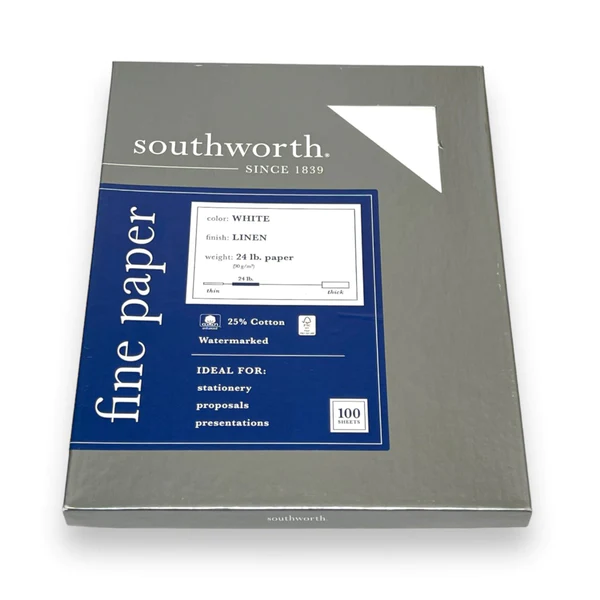 southworth®
SINCE 1839
fine paper
color: WHITE
finish: LINEN
weight: 24 lb. paper
(90 g/m²)
24 lb.
thin thick
25% Cotton
Watermarked
IDEAL FOR:
stationery
proposals
presentations
100
SHEETS
southworth